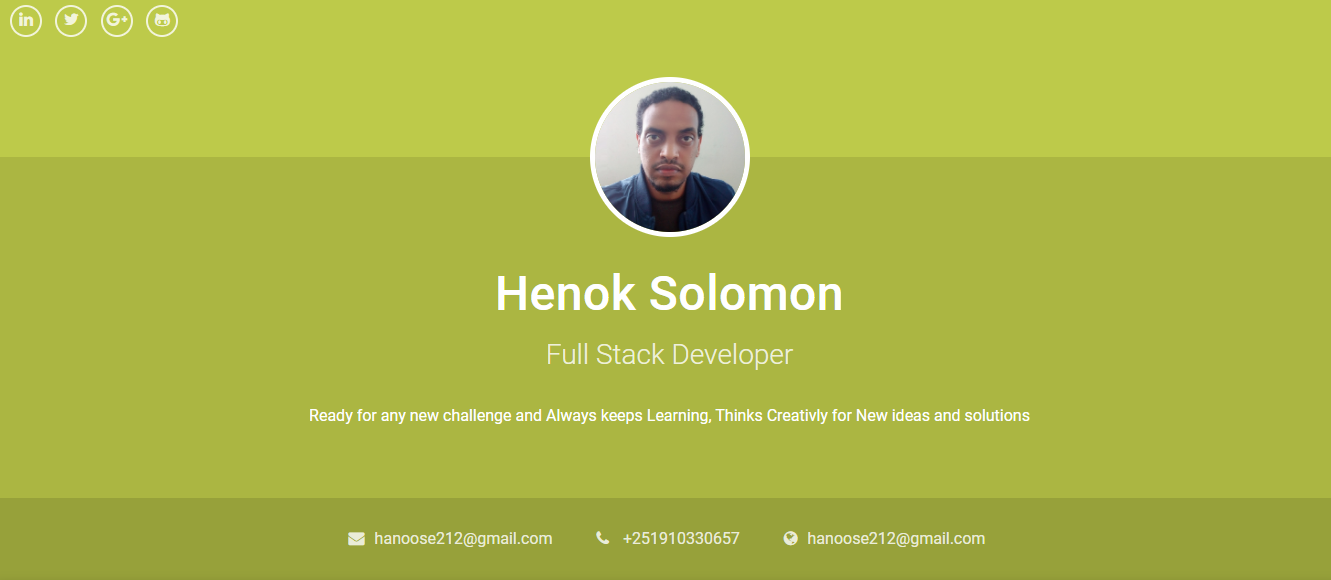 Henok Solomon
Full Stack Developer
Ready for any new challenge and Always keeps Learning, Thinks Creativly for New ideas and solutions
hanoose212@gmail.com +251910330657 hanoose212@gmail.com